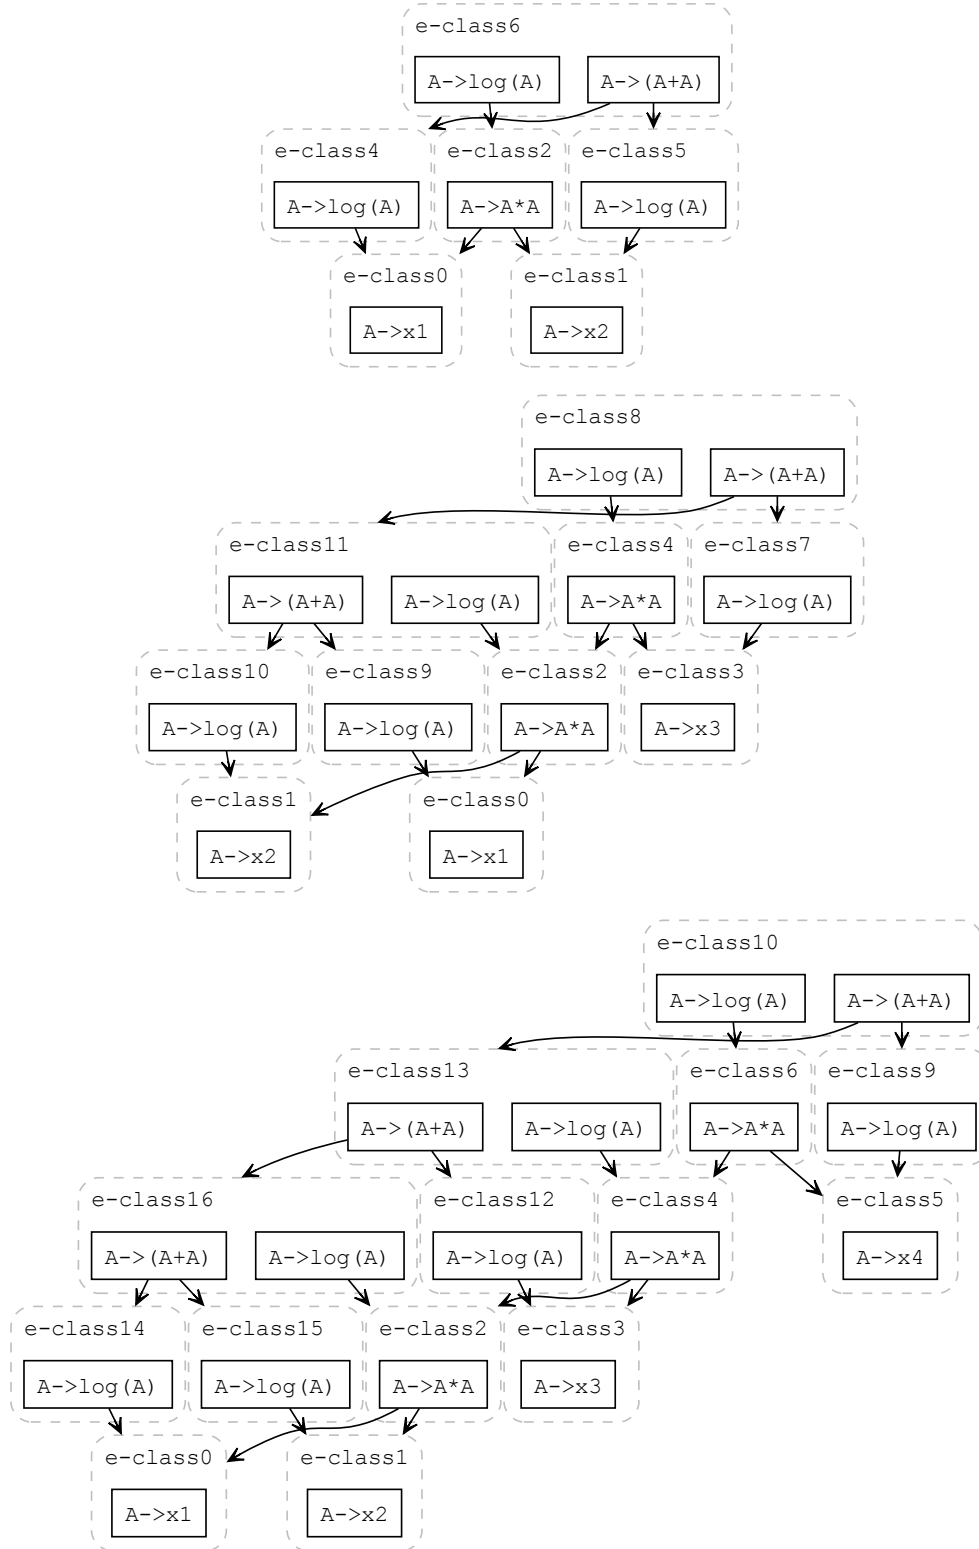 e-class6
A->log(A) A->(A+A)
e-class4 e-class2 e-class5
A->log(A) A->A*A A->log(A)
e-class0 e-class1
A->x1 A->x2
e-class8
A->log(A) A->(A+A)
e-class11 e-class4 e-class7
A->(A+A) A->log(A) A->A*A A->log(A)
e-class10 e-class9 e-class2 e-class3
A->log(A) A->log(A) A->A*A A->x3
e-class1 e-class0
A->x2 A->x1
e-class10
A->log(A) A->(A+A)
e-class13 e-class6 e-class9
A->(A+A) A->log(A) A->A*A A->log(A)
e-class16 e-class12 e-class4 e-class5
A->(A+A) A->log(A) A->log(A) A->A*A A->x4
e-class14 e-class15 e-class2 e-class3
A->log(A) A->log(A) A->A*A A->x3
e-class0 e-class1
A->x1 A->x2